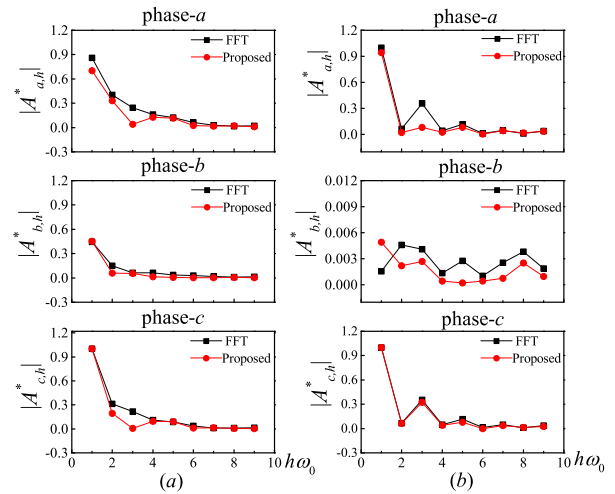 phase-a
phase-a
|A*a,h|
1.2
0.9
0.6
0.3
0.0
-0.3
FFT
Proposed
|A*a,h|
1.2
0.9
0.6
0.3
0.0
FFT
Proposed
phase-b
phase-b
|A*b,h|
1.2
0.9
0.6
0.3
0.0
-0.3
FFT
Proposed
|A*b,h|
0.012
0.009
0.006
0.003
0.000
FFT
Proposed
phase-c
phase-c
|A*c,h|
1.2
0.9
0.6
0.3
0.0
-0.3
FFT
Proposed
|A*c,h|
1.2
0.9
0.6
0.3
0.0
-0.3
FFT
Proposed
0 2 4 6 8 10 hω0
0 2 4 6 8 10 hω0
(a)
(b)